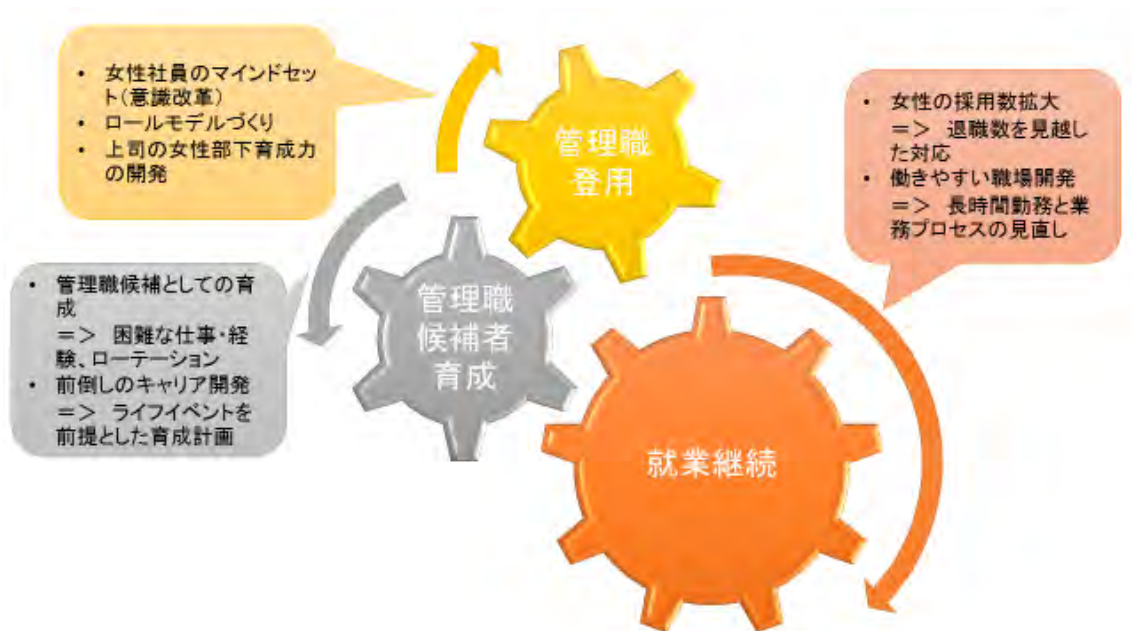 • 女性社員のマインドセッ
ト(意識改革)
• ロールモデルづくり
• 上司の女性部下育成力
の開発
管理職
登用
• 女性の採用数拡大
=> 退職数を見越し
た対応
• 働きやすい職場開発
=> 長時間勤務と業
務プロセスの見直し
• 管理職候補としての育
成
=> 困難な仕事・経
験、ローテーション
• 前倒しのキャリア開発
=> ライフイベントを
前提とした育成計画
管理職
候補者
育成
就業継続